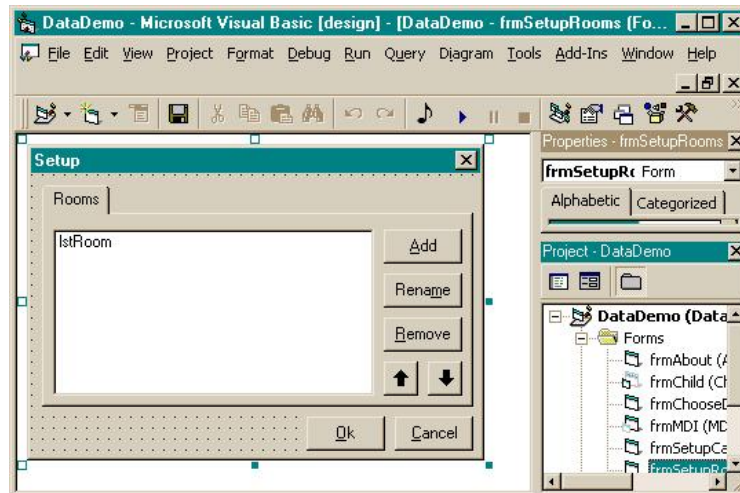 DataDemo - Microsoft Visual Basic [design] - [DataDemo - frmSetupRooms (Fo...
File Edit View Project Format Debug Run Query Diagram Tools Add-Ins Window Help
Properties - frmSetupRooms
Setup
frmSetupRo Form
Rooms
Alphabetic Categorized
lstRoom
Add
Project - DataDemo
Rename
DataDemo (Data
Remove
Forms
frmAbout (A
frmChild (Ch
frmChooseD
frmMDI (MD
Ok Cancel
frmSetupCa
frmSetupRo